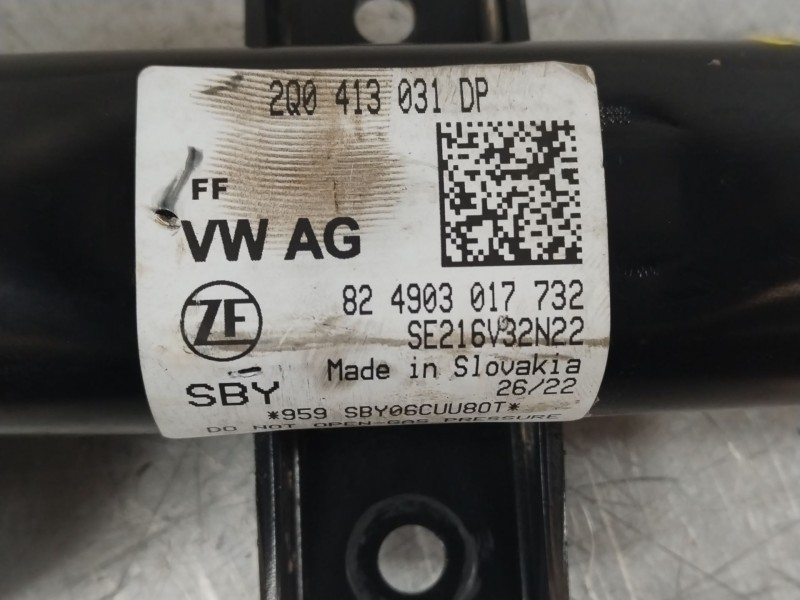 2Q0 413 031 DP
FF
VW AG
82 4903 017 732
ZF
SE216V32N22
Made in Slovakia
SBY
26/22
*959 SBY06CUU80T*
DO NOT OPEN-GAS PRESSURE